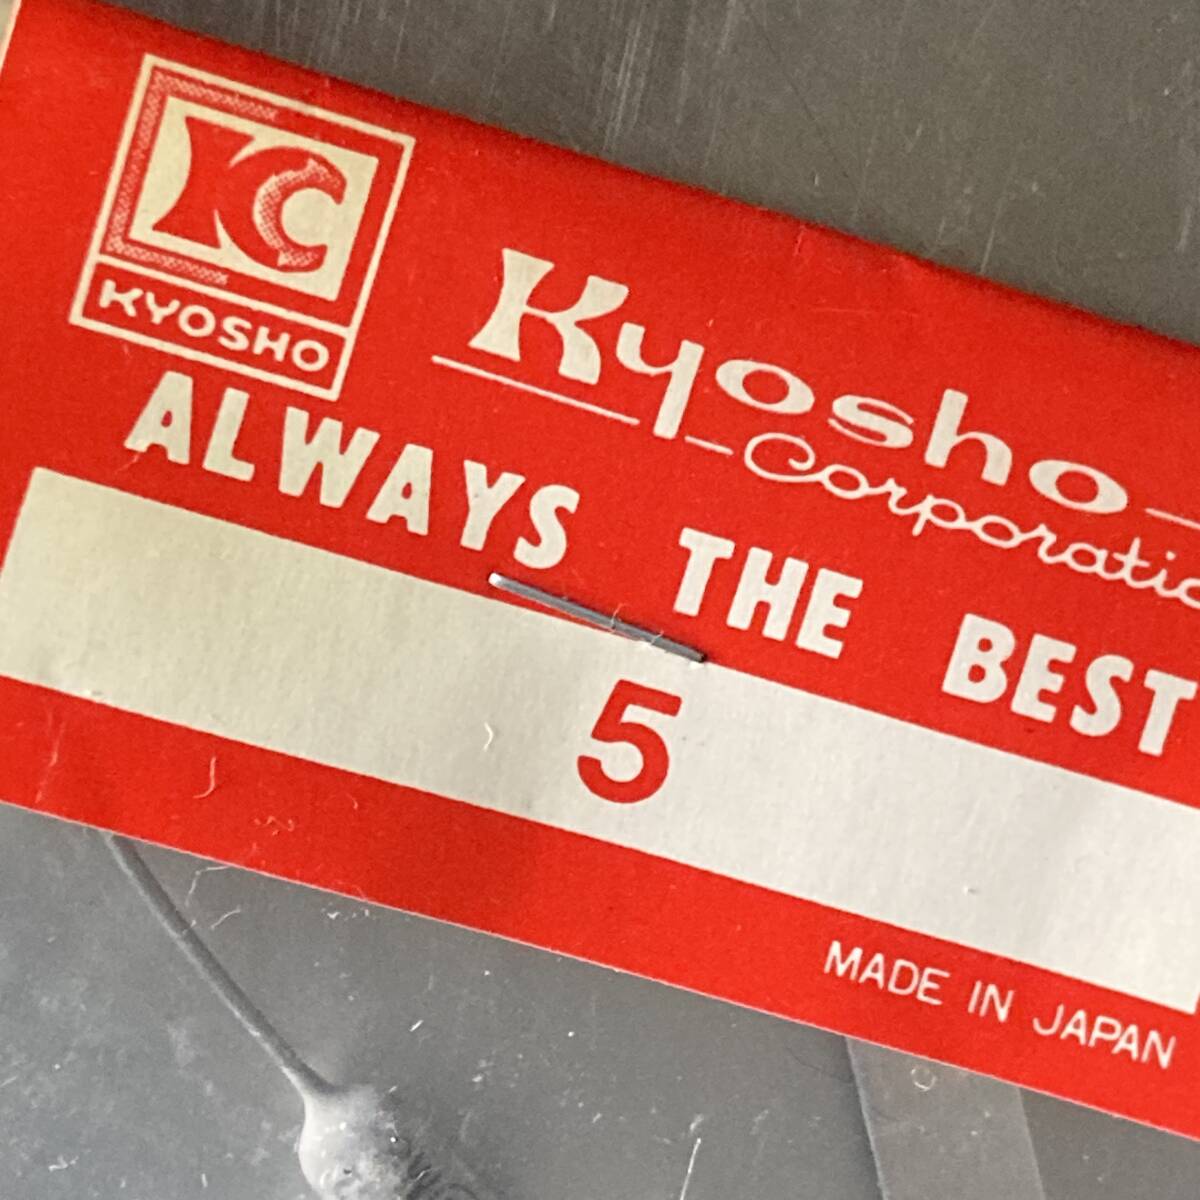 KC
KYOSHO
Kyosho
Corporatio
ALWAYS THE BEST
5
MADE IN JAPAN